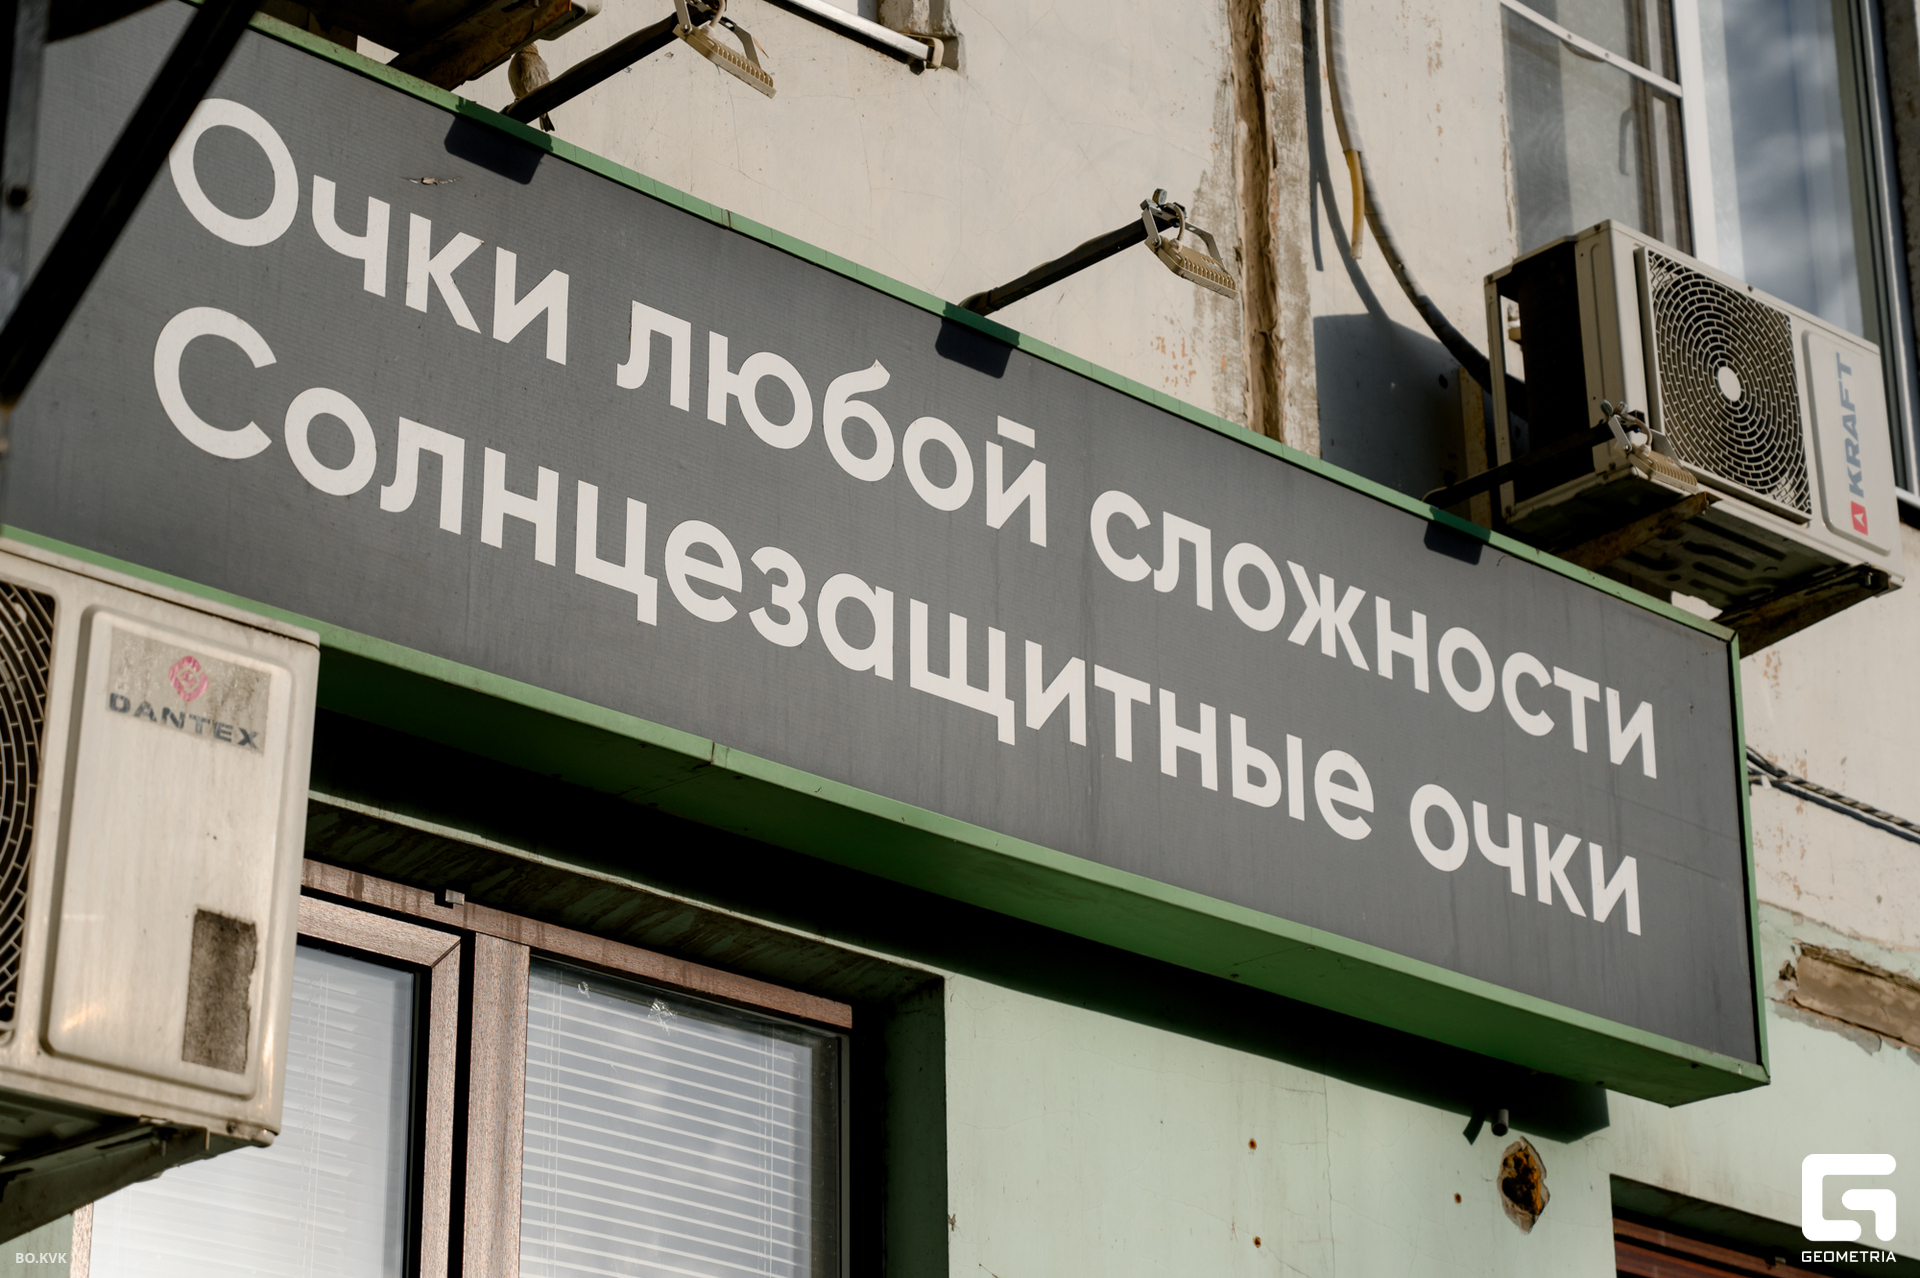 Очки любой сложности
Солнцезащитные очки
KRAFT
DANTEX
BO.KVK
GEOMETRIA